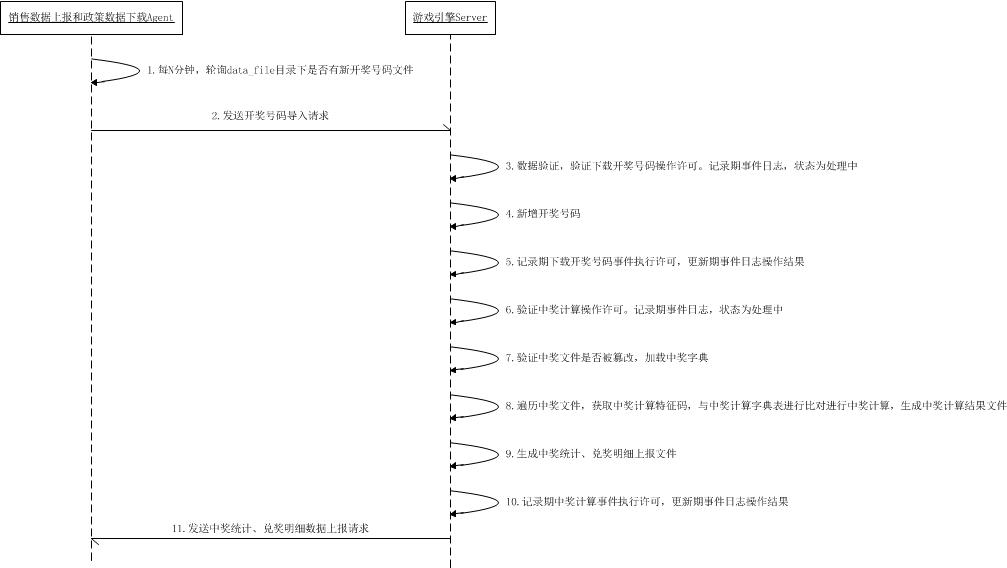 销售数据上报和政策数据下载Agent
游戏引擎Server
1.每N分钟，轮询data_file目录下是否有新开奖号码文件
2.发送开奖号码导入请求
3.数据验证，验证下载开奖号码操作许可。记录期事件日志，状态为处理中
4.新增开奖号码
5.记录期下载开奖号码事件执行许可，更新期事件日志操作结果
6.验证中奖计算操作许可。记录期事件日志，状态为处理中
7.验证中奖文件是否被篡改，加载中奖字典
8.遍历中奖文件，获取中奖计算特征码，与中奖计算字典表进行比对进行中奖计算，生成中奖计算结果文件
9.生成中奖统计、兑奖明细上报文件
10.记录期中奖计算事件执行许可，更新期事件日志操作结果
11.发送中奖统计、兑奖明细数据上报请求